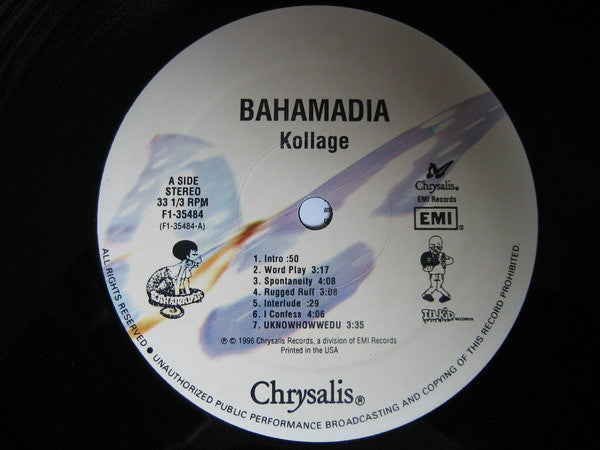 BAHAMADIA
Kollage
A SIDE
STEREO
33 1/3 RPM
F1-35484
(F1-35484-A)
BAHAMADIA
Chrysalis®
EMI Records
EMI®
1. Intro :50
2. Word Play 3:17
3. Spontaneity 4:08
4. Rugged Ruff 3:08
5. Interlude :29
6. I Confess 4:06
7. UKNOWHOWWEDU 3:35
℗ © 1996 Chrysalis Records, a division of EMI Records
Printed in the USA
RECORDS
Chrysalis®
ALL RIGHTS RESERVED ● UNAUTHORIZED PUBLIC PERFORMANCE BROADCASTING AND COPYING OF THIS RECORD PROHIBITED.